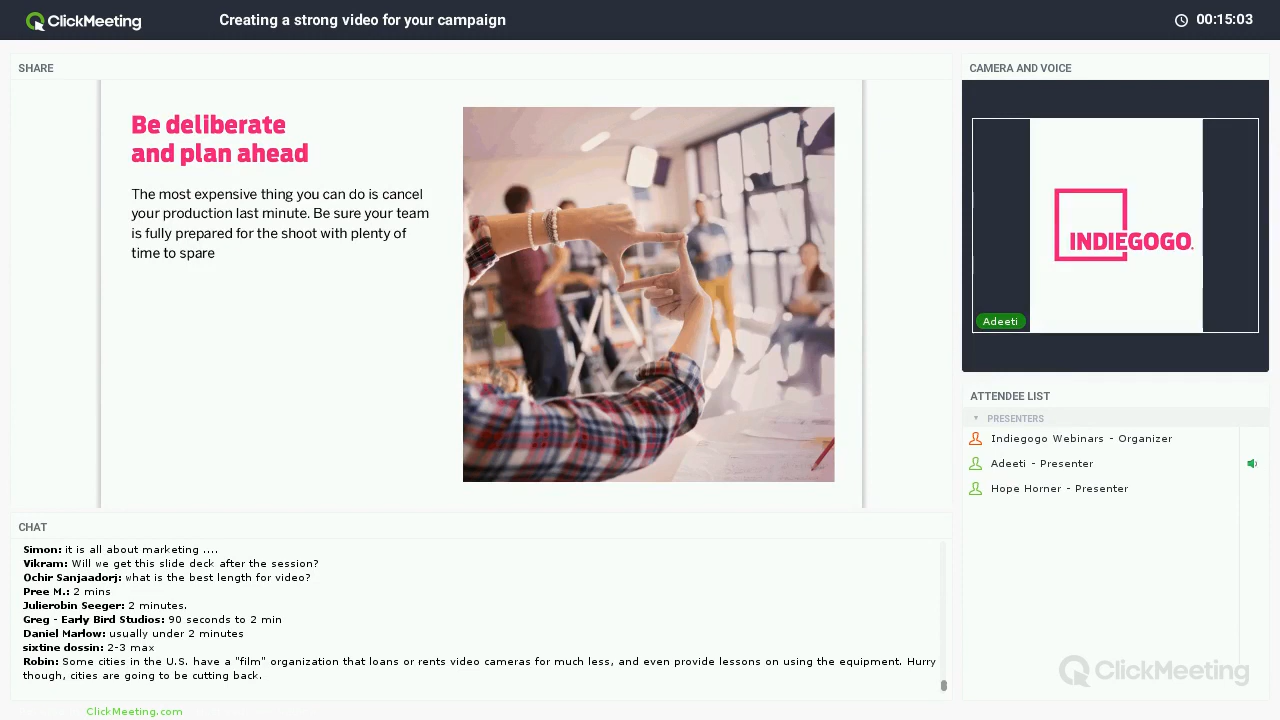 ClickMeeting
Creating a strong video for your campaign
00:15:03
SHARE
Be deliberate
and plan ahead
The most expensive thing you can do is cancel
your production last minute. Be sure your team
is fully prepared for the shoot with plenty of
time to spare
CAMERA AND VOICE
INDIEGOGO.
Adeeti
ATTENDEE LIST
PRESENTERS
Indiegogo Webinars - Organizer
Adeeti - Presenter
Hope Horner - Presenter
CHAT
Simon: it is all about marketing ....
Vikram: Will we get this slide deck after the session?
Ochir Sanjaadorj: what is the best length for video?
Pree M.: 2 mins
Julierobin Seeger: 2 minutes.
Greg - Early Bird Studios: 90 seconds to 2 min
Daniel Marlow: usually under 2 minutes
sixtine dossin: 2-3 max
Robin: Some cities in the U.S. have a "film" organization that loans or rents video cameras for much less, and even provide lessons on using the equipment. Hurry
though, cities are going to be cutting back.
ClickMeeting
ClickMeeting.com